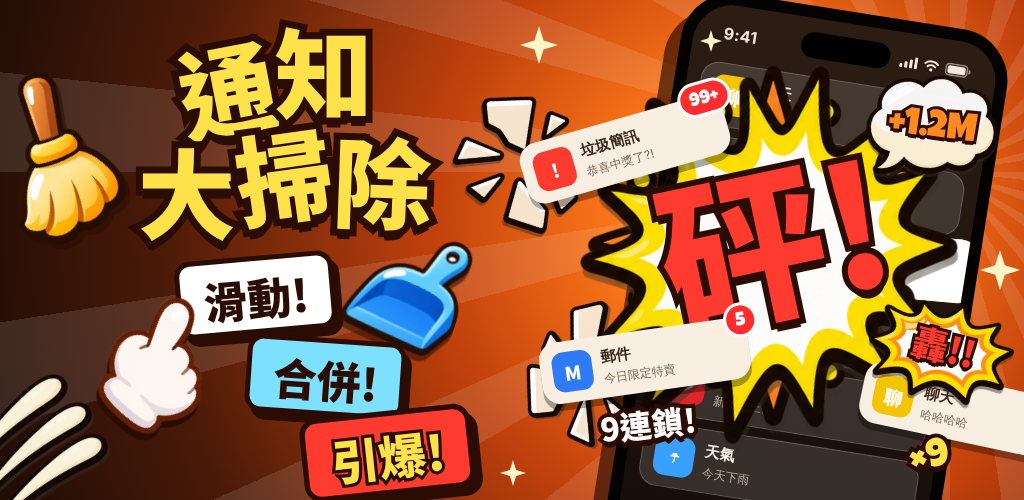 通知
大掃除
滑動!
合併!
引爆!
9:41
99+
垃圾簡訊
恭喜中獎了?!
+1.2M
砰!
5
M
郵件
今日限定特賣
轟!!
聊
聊天
哈哈哈哈
9連鎖!
+9
新
天氣
今天下雨